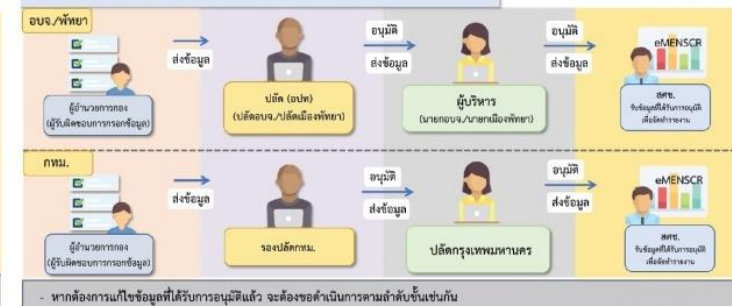 อบจ./พัทยา
ส่งข้อมูล
อนุมัติ
ส่งข้อมูล
อนุมัติ
ส่งข้อมูล
eMENSCR
ผู้อำนวยการกอง
(ผู้รับผิดชอบการกรอกข้อมูล)
ปลัด (อปท)
(ปลัดอบจ./ปลัดเมืองพัทยา)
ผู้บริหาร
(นายกอบจ./นายกเมืองพัทยา)
สศช.
รับข้อมูลที่ได้รับการอนุมัติ
เพื่อจัดทำรายงาน
กทม.
ส่งข้อมูล
อนุมัติ
ส่งข้อมูล
อนุมัติ
ส่งข้อมูล
eMENSCR
ผู้อำนวยการกอง
(ผู้รับผิดชอบการกรอกข้อมูล)
รองปลัดกทม.
ปลัดกรุงเทพมหานคร
สศช.
รับข้อมูลที่ได้รับการอนุมัติ
เพื่อจัดทำรายงาน
- หากต้องการแก้ไขข้อมูลที่ได้รับการอนุมัติแล้ว จะต้องขอดำเนินการตามลำดับขั้นเช่นกัน